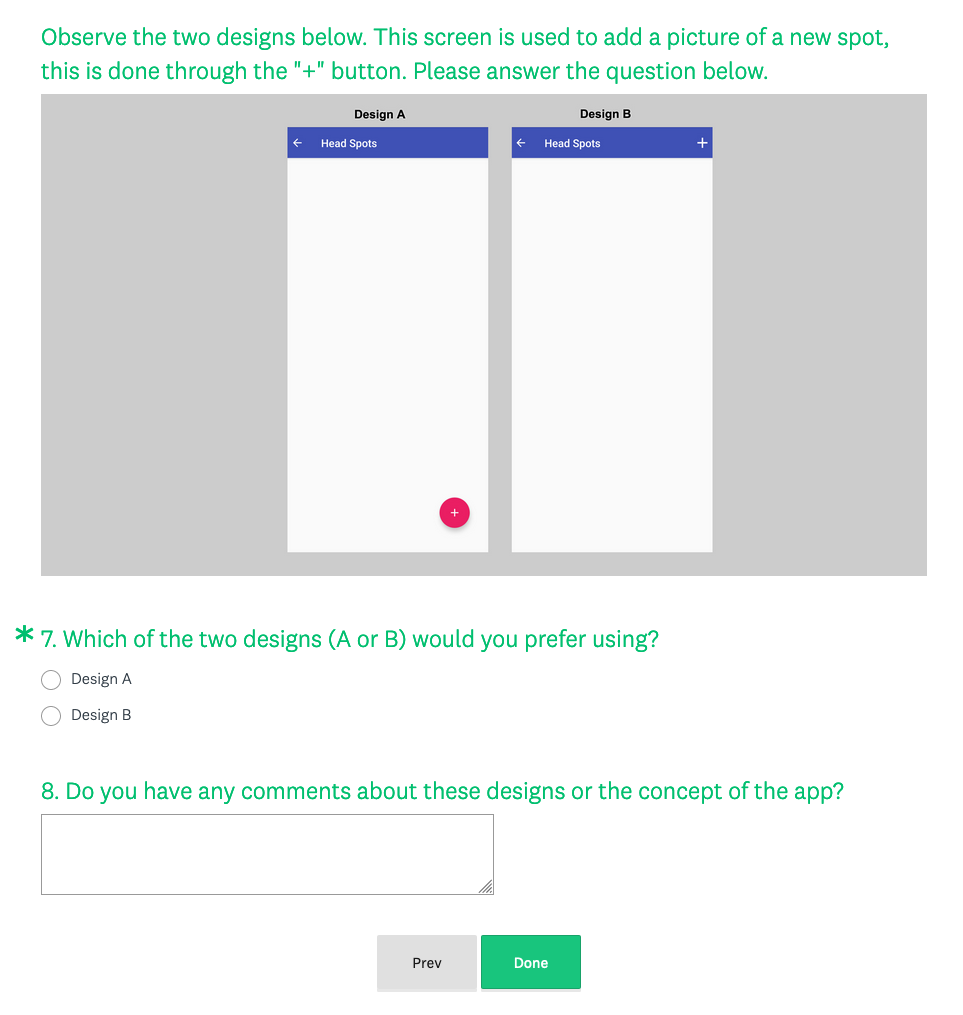 Observe the two designs below. This screen is used to add a picture of a new spot,
this is done through the "+" button. Please answer the question below.
Design A
Design B
Head Spots
Head Spots
+
+
* 7. Which of the two designs (A or B) would you prefer using?
Design A
Design B
8. Do you have any comments about these designs or the concept of the app?
Prev
Done